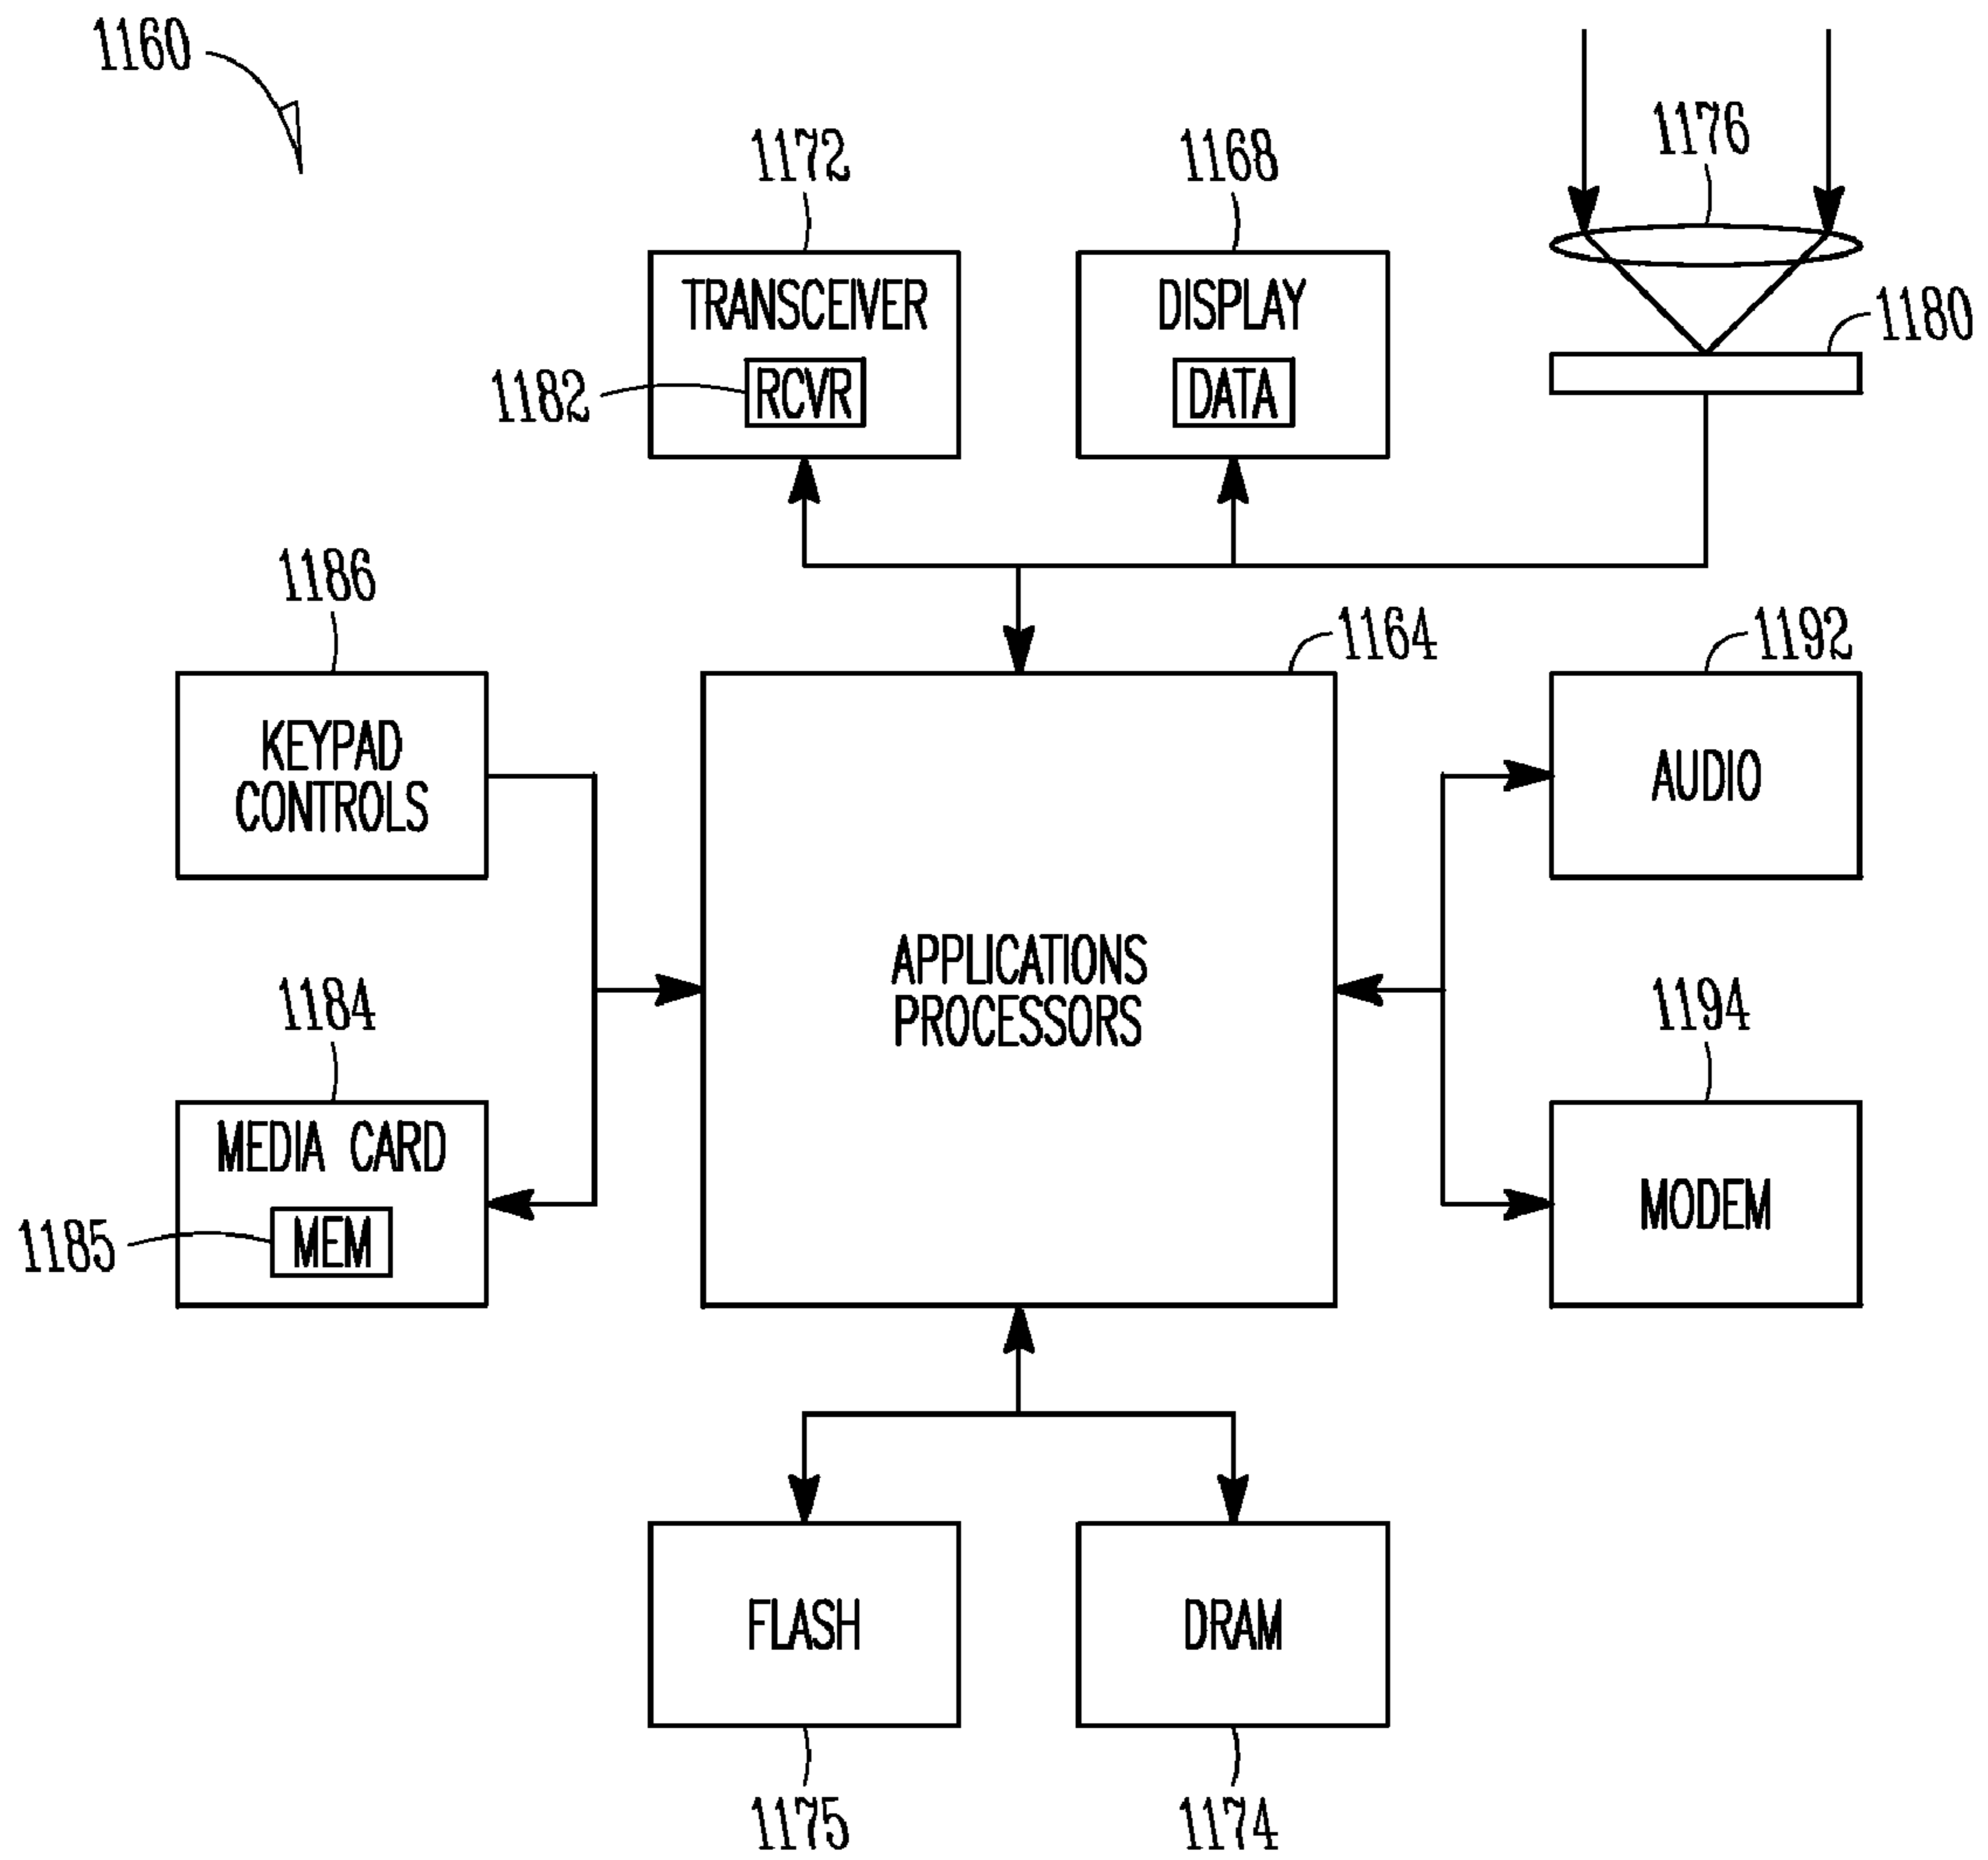 1160
1172
1168
1176
TRANSCEIVER
DISPLAY
1180
1182
RCVR
DATA
1186
1164
1192
KEYPAD
CONTROLS
AUDIO
APPLICATIONS
PROCESSORS
1184
1194
MEDIA CARD
1185
MEM
MODEM
FLASH
DRAM
1175
1174